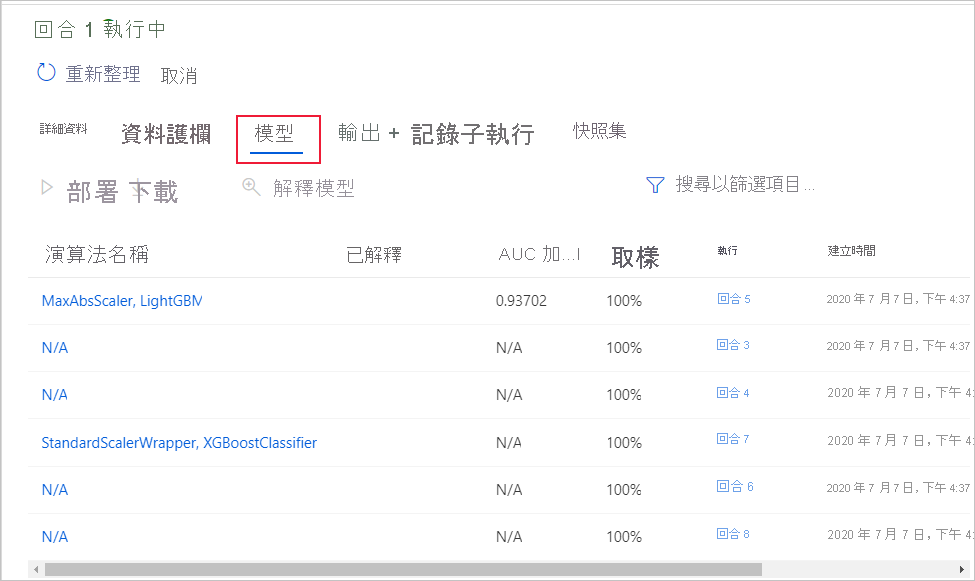 回合 1 執行中
重新整理 取消
詳細資料 資料護欄 模型 輸出 + 記錄子執行 快照集
部署 下載 解釋模型 搜尋以篩選項目...
演算法名稱 已解釋 AUC 加...I 取樣 執行 建立時間
MaxAbsScaler, LightGBM 0.93702 100% 回合 5 2020 年 7 月 7 日, 下午 4:37
N/A N/A 100% 回合 3 2020 年 7 月 7 日, 下午 4:37
N/A N/A 100% 回合 4 2020 年 7 月 7 日, 下午 4:
StandardScalerWrapper, XGBoostClassifier N/A 100% 回合 7 2020 年 7 月 7 日, 下午 4:
N/A N/A 100% 回合 6 2020 年 7 月 7 日, 下午 4:37
N/A N/A 100% 回合 8 2020 年 7 月 7 日, 下午 4: